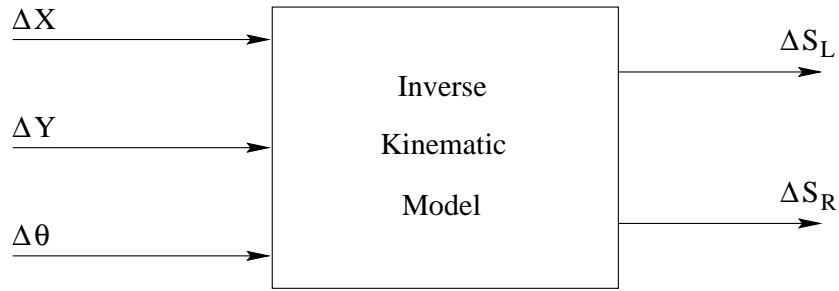 ΔX
ΔY
Δθ
Inverse
Kinematic
Model
ΔS_L
ΔS_R